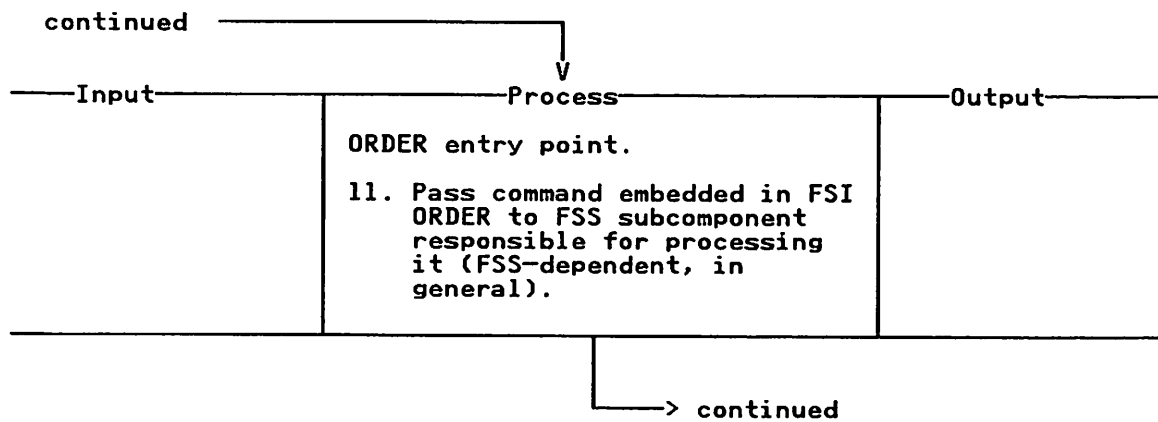 continued
Input Process Output
ORDER entry point.
11. Pass command embedded in FSI
ORDER to FSS subcomponent
responsible for processing
it (FSS-dependent, in
general).
continued